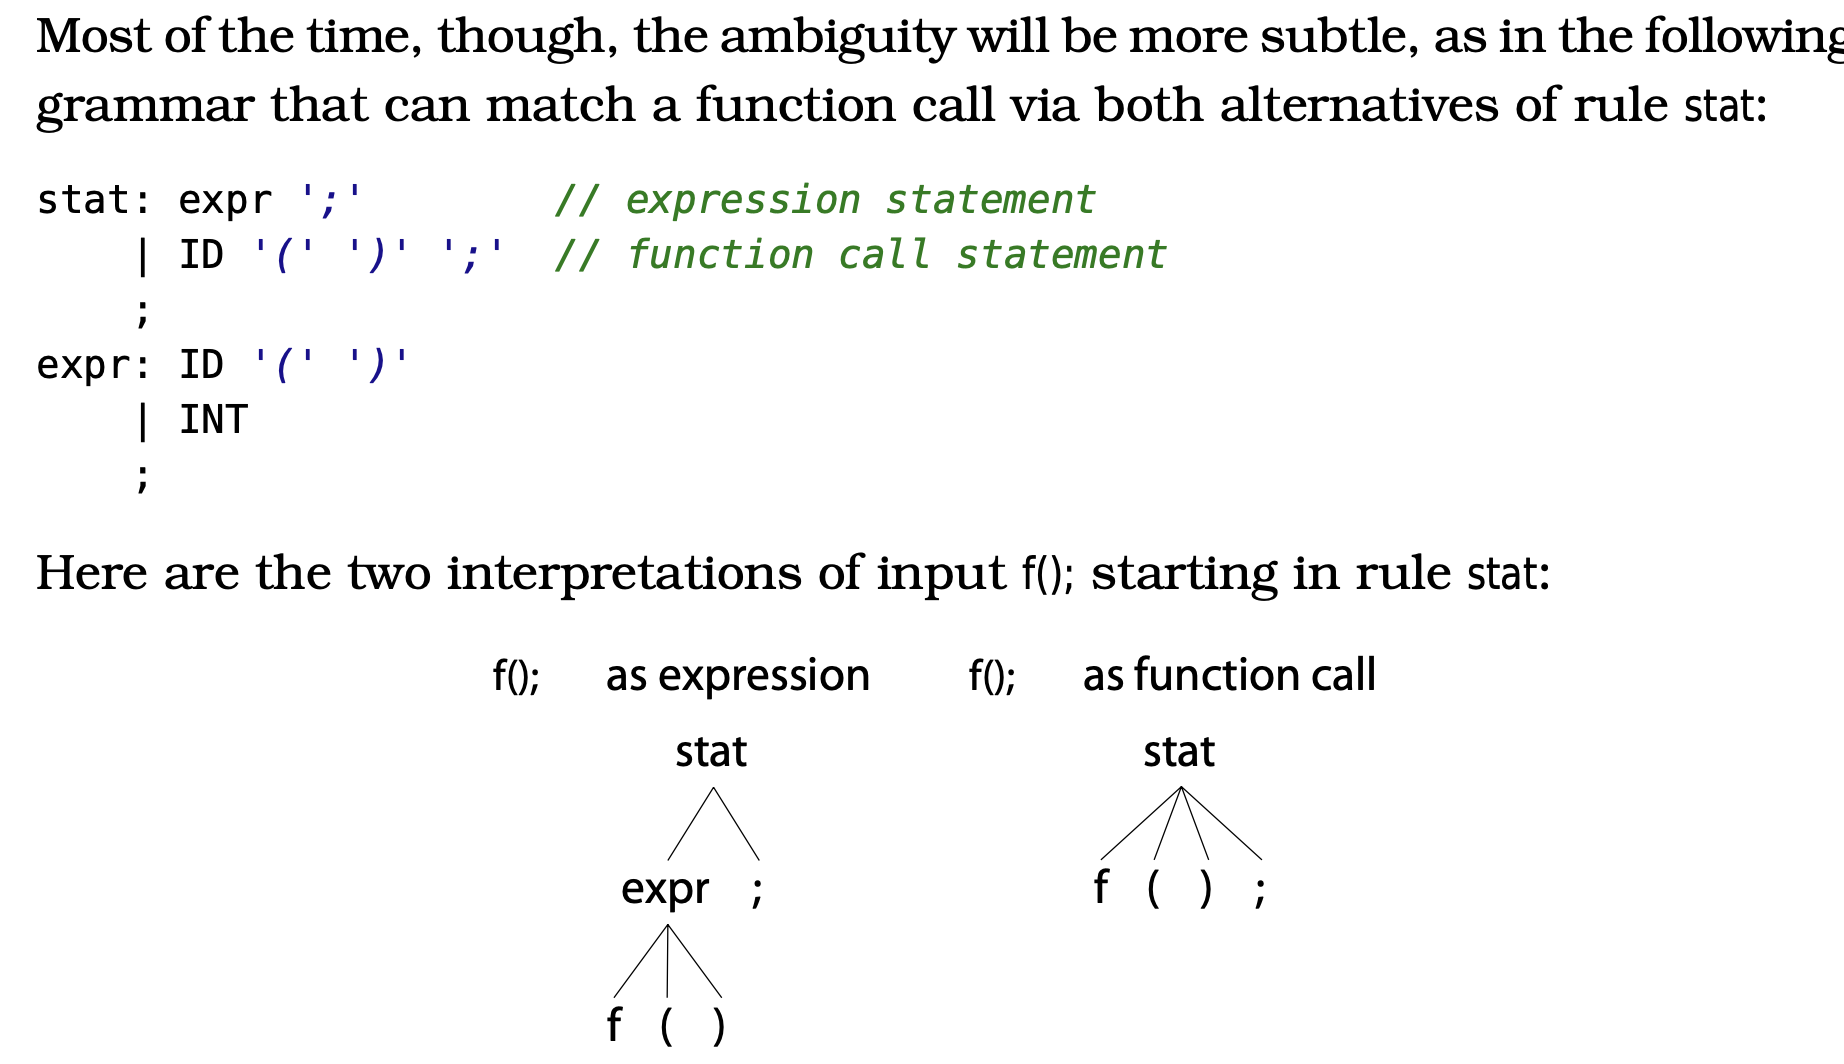 Most of the time, though, the ambiguity will be more subtle, as in the following
grammar that can match a function call via both alternatives of rule stat:
stat: expr ';'        // expression statement
    | ID '(' ')' ';'  // function call statement
    ;
expr: ID '(' ')'
    | INT
    ;
Here are the two interpretations of input f(); starting in rule stat:
f(); as expression f(); as function call
stat stat
expr ; f ( ) ;
f ( )